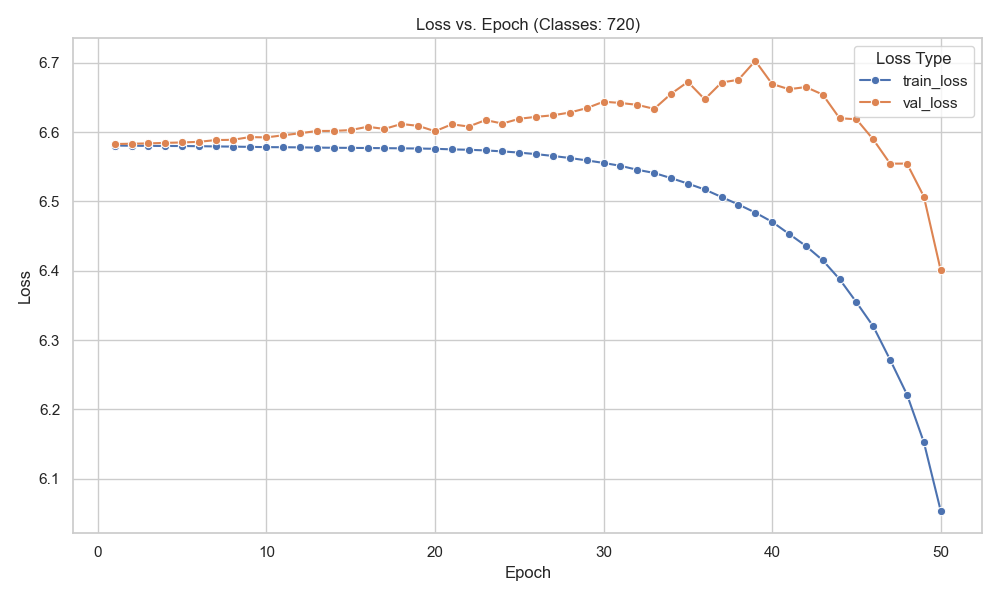 Loss vs. Epoch (Classes: 720)
Loss Type
train_loss
val_loss
6.7
6.6
6.5
6.4
6.3
6.2
6.1
Loss
0 10 20 30 40 50
Epoch